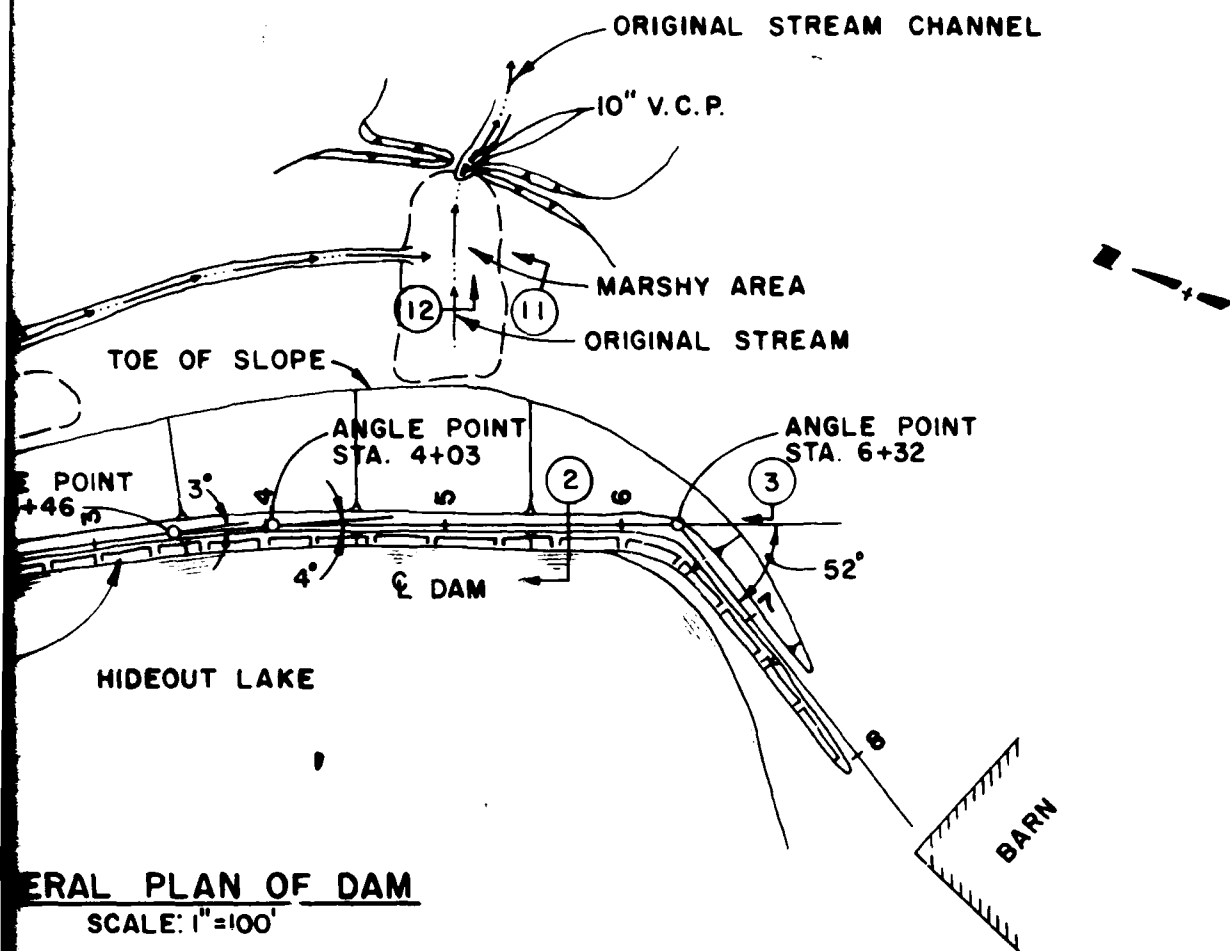 ORIGINAL STREAM CHANNEL
10" V.C.P.
MARSHY AREA
12
11
ORIGINAL STREAM
TOE OF SLOPE
ANGLE POINT
STA. 4+03
ANGLE POINT
STA. 6+32
POINT
+46
3
3°
4
5
2
6
3
4°
℄ DAM
52°
7
HIDEOUT LAKE
8
BARN
ERAL PLAN OF DAM
SCALE: 1"=100'